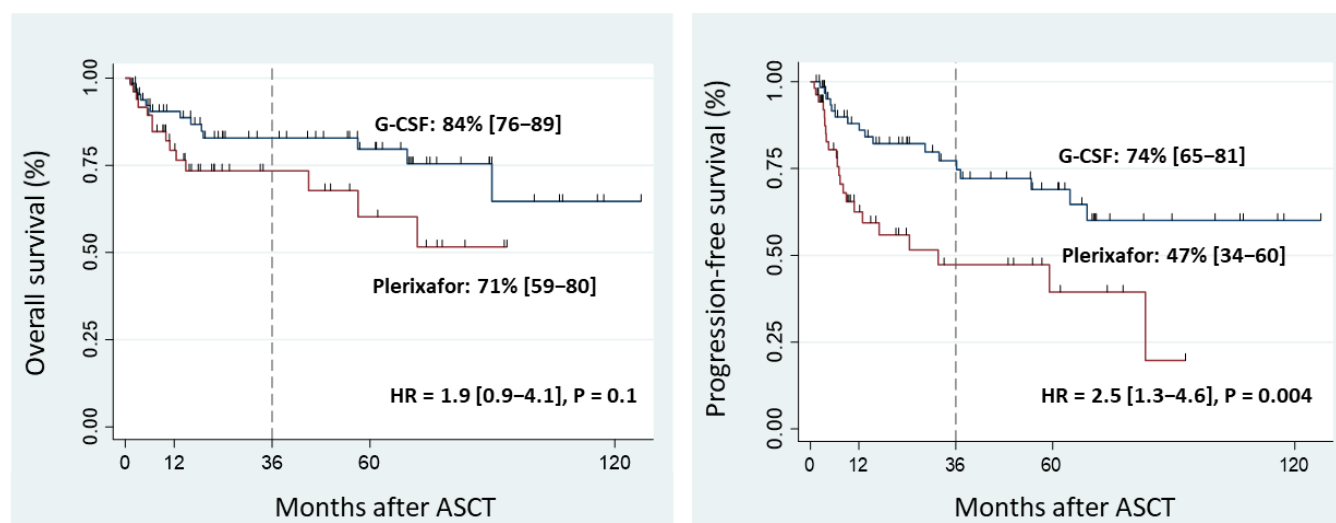 Overall survival (%)
1.00
0.75
0.50
0.25
0.00
G-CSF: 84% [76–89]
Plerixafor: 71% [59–80]
HR = 1.9 [0.9–4.1], P = 0.1
0 12 36 60 120
Months after ASCT
Progression-free survival (%)
1.00
0.75
0.50
0.25
0.00
G-CSF: 74% [65–81]
Plerixafor: 47% [34–60]
HR = 2.5 [1.3–4.6], P = 0.004
0 12 36 60 120
Months after ASCT